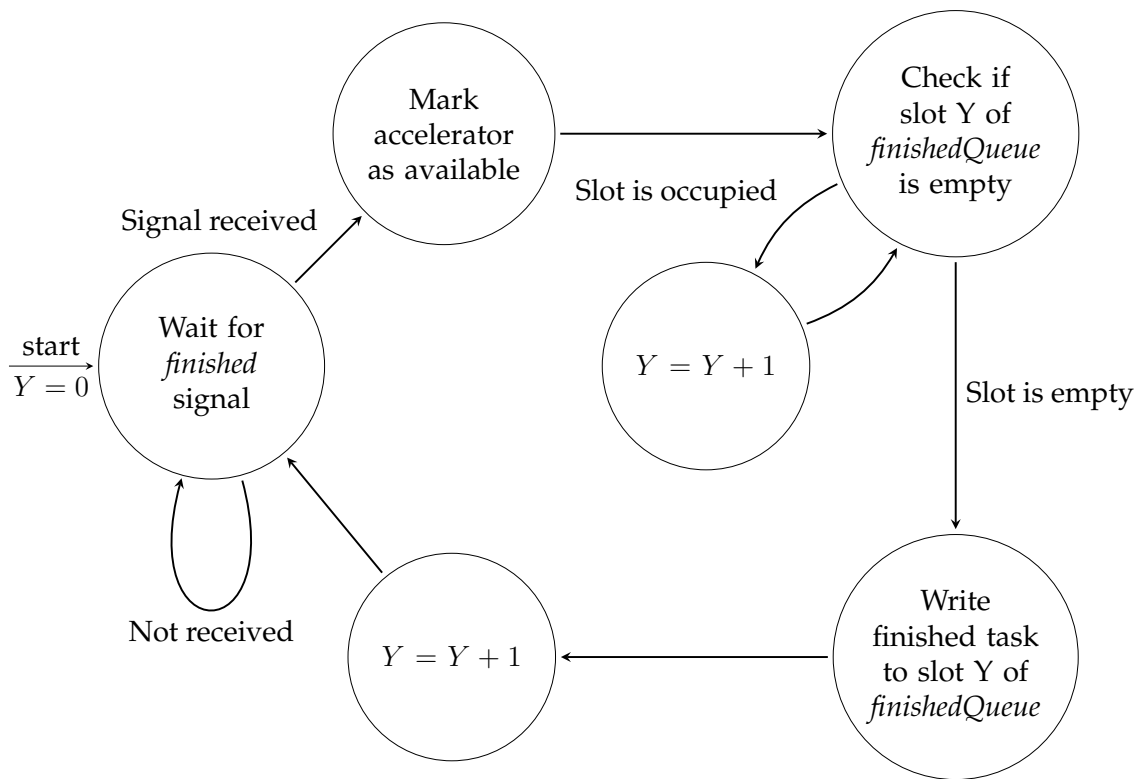 Mark
accelerator
as available
Check if
slot Y of
finishedQueue
is empty
Slot is occupied
Signal received
start
Y = 0
Wait for
finished
signal
Y = Y + 1
Slot is empty
Not received
Y = Y + 1
Write
finished task
to slot Y of
finishedQueue